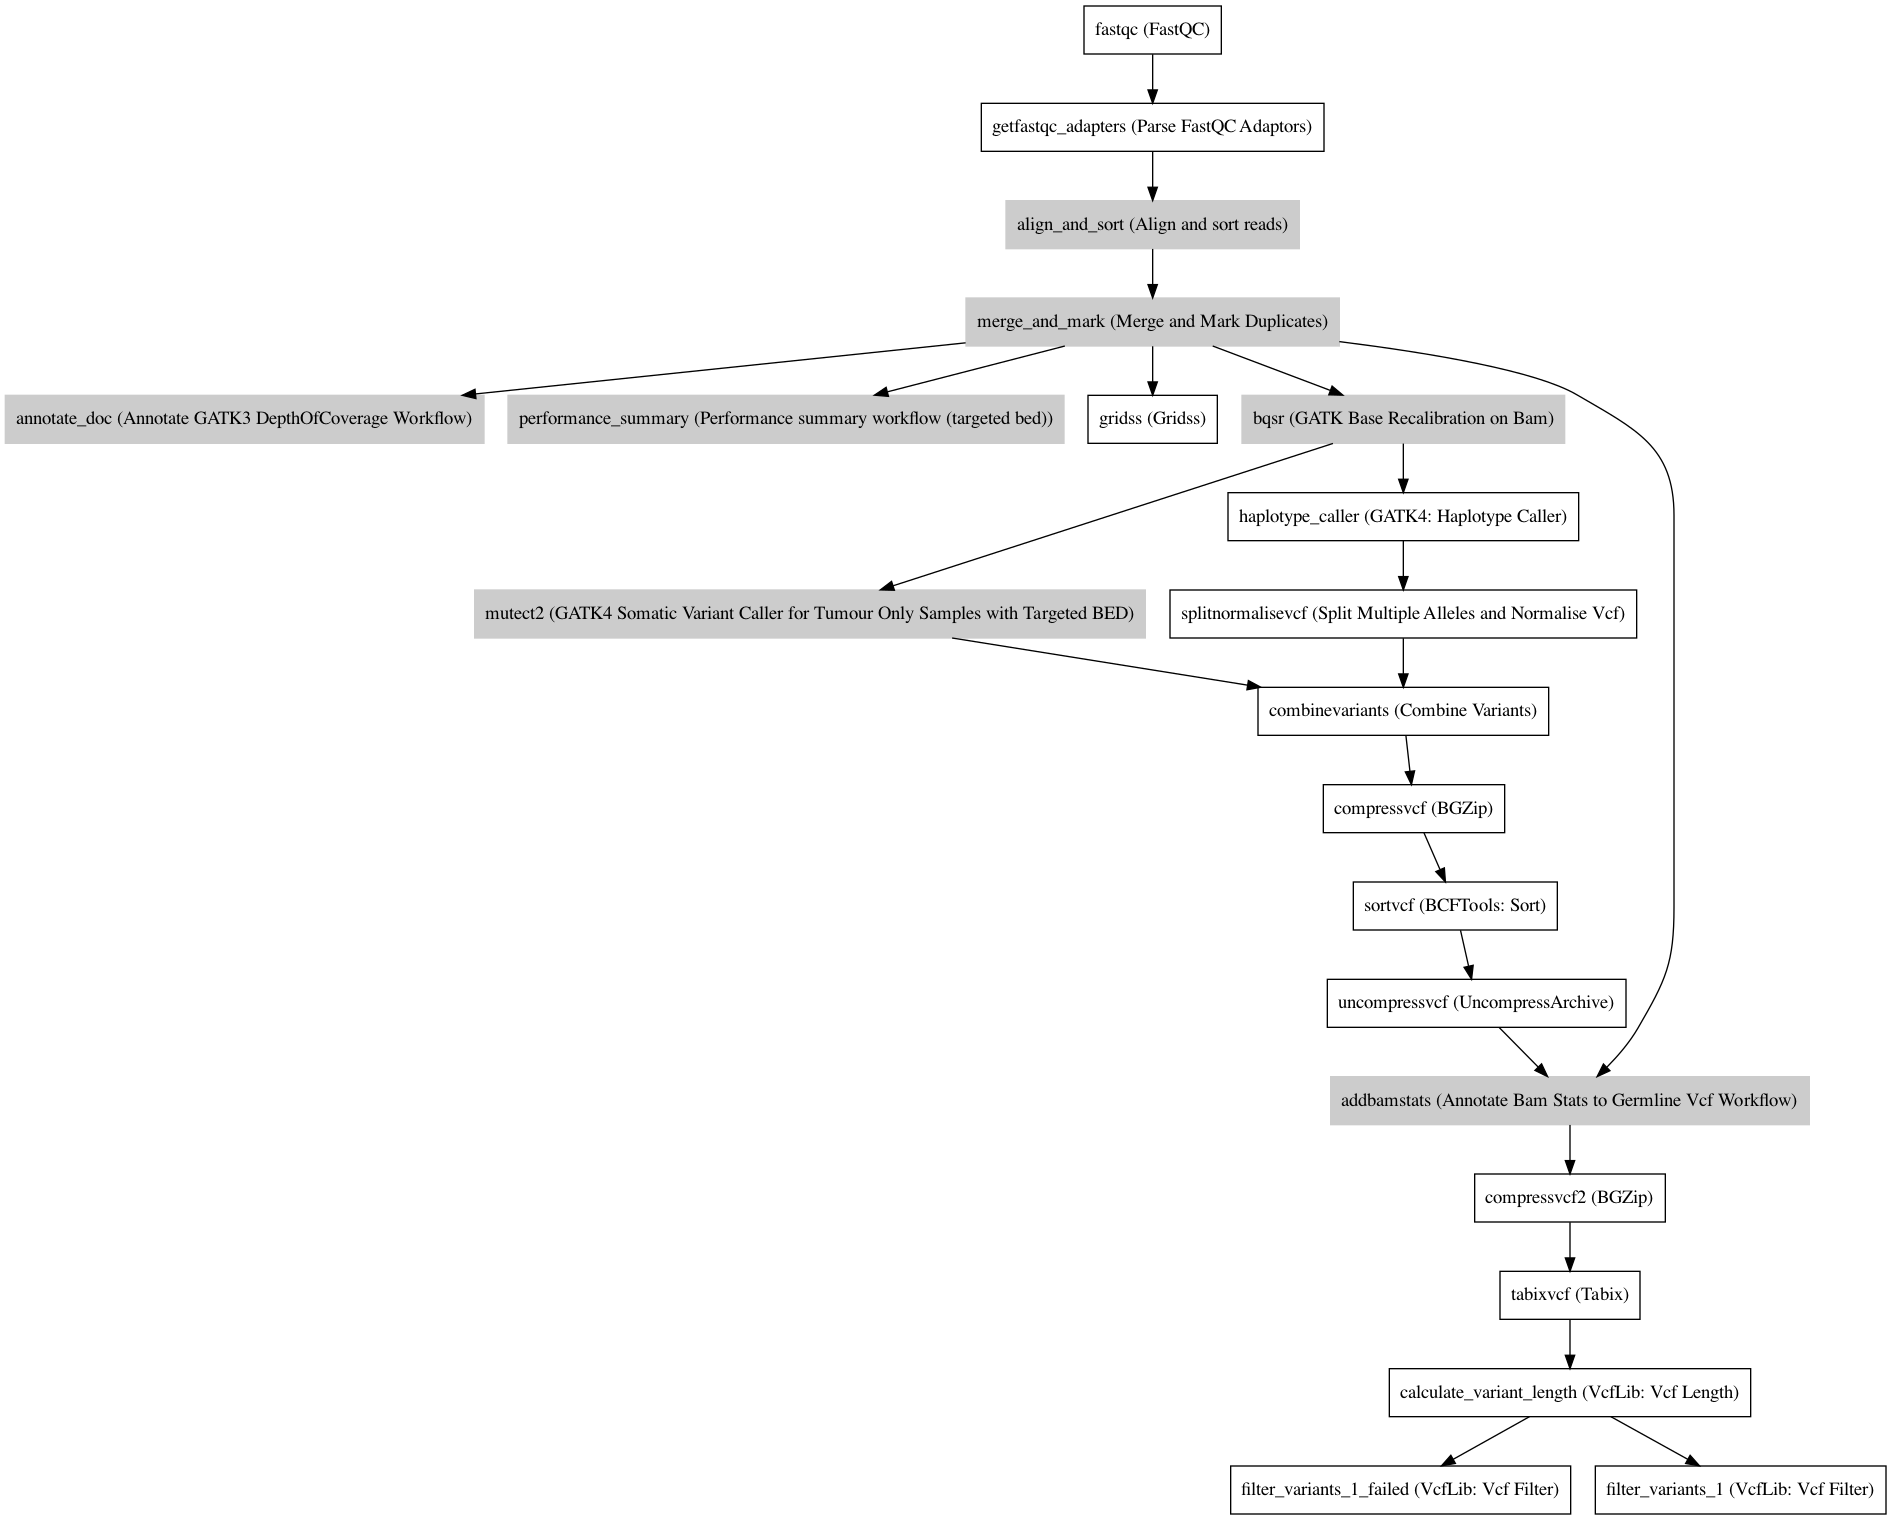 fastqc (FastQC)
getfastqc_adapters (Parse FastQC Adaptors)
align_and_sort (Align and sort reads)
merge_and_mark (Merge and Mark Duplicates)
annotate_doc (Annotate GATK3 DepthOfCoverage Workflow)
performance_summary (Performance summary workflow (targeted bed))
gridss (Gridss)
bqsr (GATK Base Recalibration on Bam)
haplotype_caller (GATK4: Haplotype Caller)
mutect2 (GATK4 Somatic Variant Caller for Tumour Only Samples with Targeted BED)
splitnormalisevcf (Split Multiple Alleles and Normalise Vcf)
combinevariants (Combine Variants)
compressvcf (BGZip)
sortvcf (BCFTools: Sort)
uncompressvcf (UncompressArchive)
addbamstats (Annotate Bam Stats to Germline Vcf Workflow)
compressvcf2 (BGZip)
tabixvcf (Tabix)
calculate_variant_length (VcfLib: Vcf Length)
filter_variants_1_failed (VcfLib: Vcf Filter)
filter_variants_1 (VcfLib: Vcf Filter)